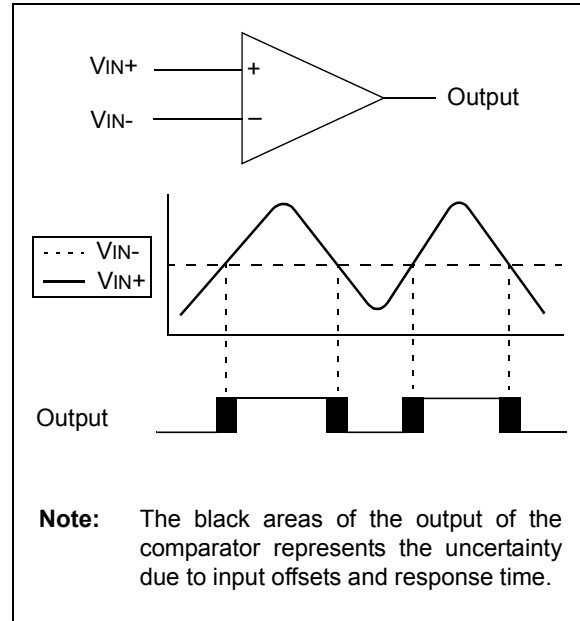 VIN+
+
Output
VIN-
–
VIN-
VIN+
Output
Note: The black areas of the output of the
comparator represents the uncertainty
due to input offsets and response time.